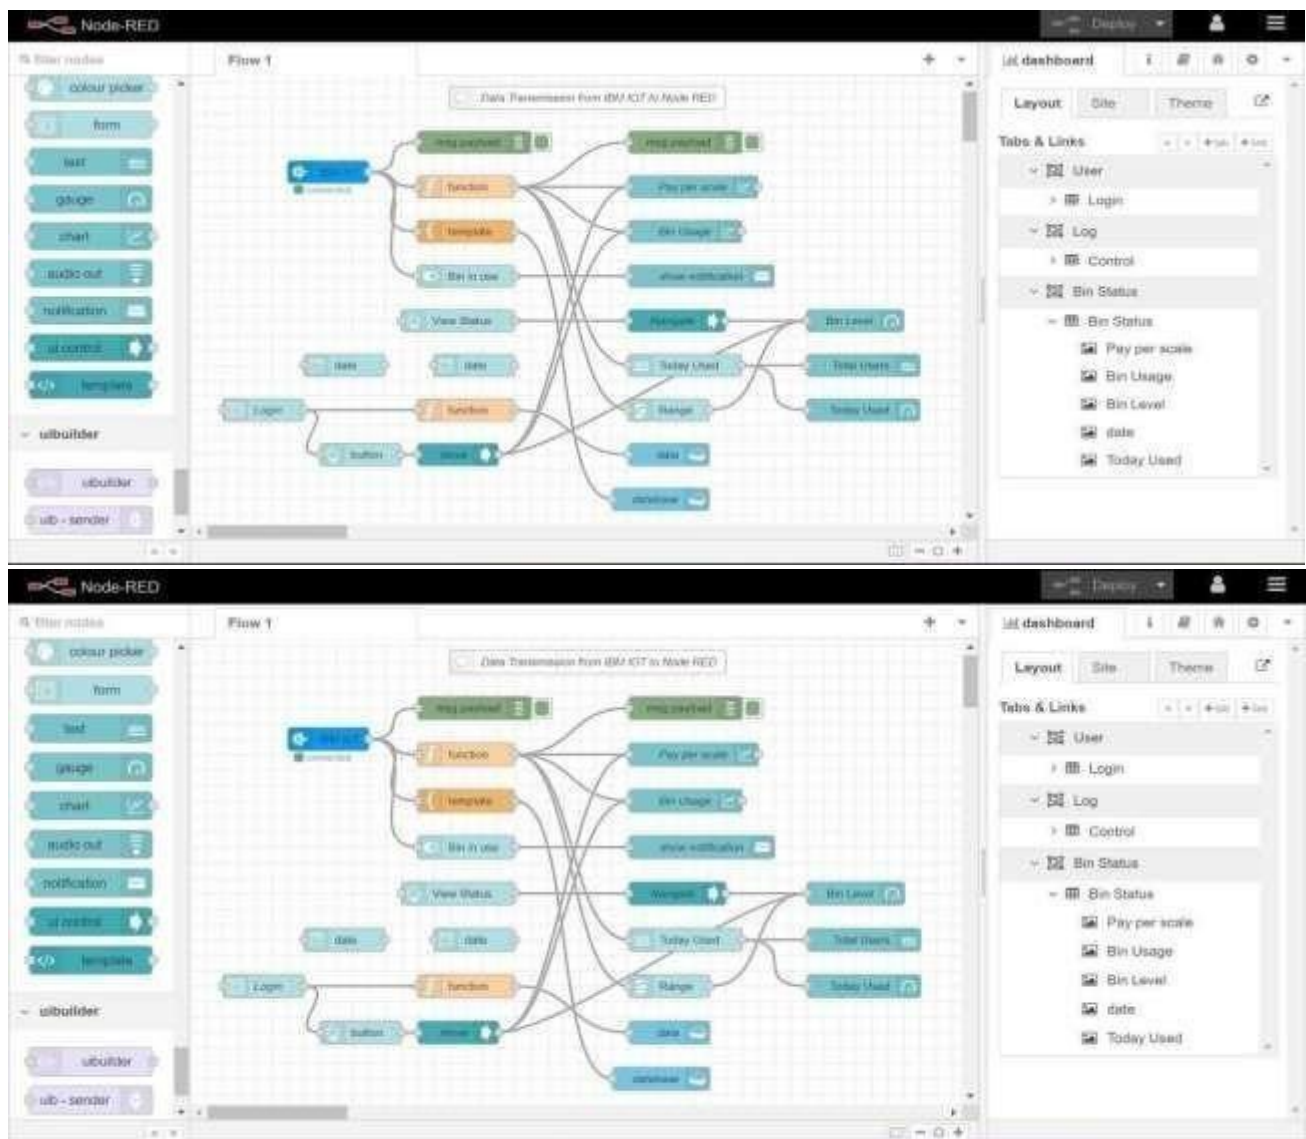 Node-RED
Deploy
filter nodes
Flow 1
dashboard
colour picker
form
text
gauge
chart
audio out
notification
ui control
template
uibuilder
uibuilder
uib - sender
Data Transmission from IBM IOT to Node RED
msg.payload
msg.payload
connected
function
Pay per scale
template
Bin Usage
Bin in use
show notification
View Status
Navigate
Bin Level
date
date
Today Used
Total Users
Login
function
Range
Today Used
button
move
data
database
Layout
Site
Theme
Tabs & Links
User
Login
Log
Control
Bin Status
Bin Status
Pay per scale
Bin Usage
Bin Level
date
Today Used
Node-RED
Deploy
filter nodes
Flow 1
dashboard
colour picker
form
text
gauge
chart
audio out
notification
ui control
template
uibuilder
uibuilder
uib - sender
Data Transmission from IBM IOT to Node RED
msg.payload
msg.payload
connected
function
Pay per scale
template
Bin Usage
Bin in use
show notification
View Status
Navigate
Bin Level
date
date
Today Used
Total Users
Login
function
Range
Today Used
button
move
data
database
Layout
Site
Theme
Tabs & Links
User
Login
Log
Control
Bin Status
Bin Status
Pay per scale
Bin Usage
Bin Level
date
Today Used